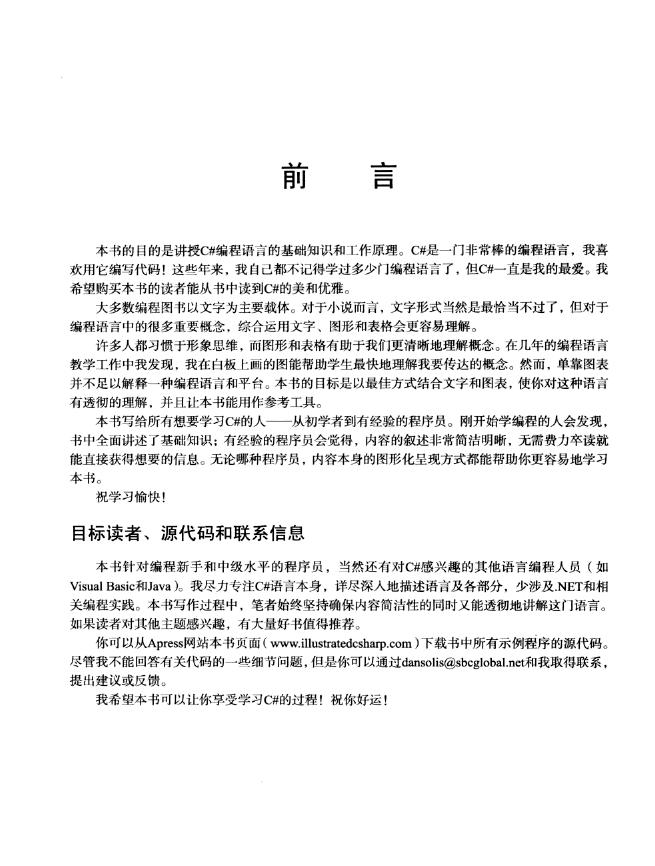 前 言
本书的目的是讲授C#编程语言的基础知识和工作原理。C#是一门非常棒的编程语言，我喜
欢用它编写代码！这些年来，我自己都不记得学过多少门编程语言了，但C#一直是我的最爱。我
希望购买本书的读者能从书中读到C#的美和优雅。
大多数编程图书以文字为主要载体。对于小说而言，文字形式当然是最恰当不过了，但对于
编程语言中的很多重要概念，综合运用文字、图形和表格会更容易理解。
许多人都习惯于形象思维，而图形和表格有助于我们更清晰地理解概念。在几年的编程语言
教学工作中我发现，我在白板上画的图能帮助学生最快地理解我要传达的概念。然而，单靠图表
并不足以解释一种编程语言和平台。本书的目标是以最佳方式结合文字和图表，使你对这种语言
有透彻的理解，并且让本书能用作参考工具。
本书写给所有想要学习C#的人——从初学者到有经验的程序员。刚开始学编程的人会发现，
书中全面讲述了基础知识；有经验的程序员会觉得，内容的叙述非常简洁明晰，无需费力卒读就
能直接获得想要的信息。无论哪种程序员，内容本身的图形化呈现方式都能帮助你更容易地学习
本书。
祝学习愉快！
目标读者、源代码和联系信息
本书针对编程新手和中级水平的程序员，当然还有对C#感兴趣的其他语言编程人员（如
Visual Basic和Java）。我尽力专注C#语言本身，详尽深入地描述语言及各部分，少涉及.NET和相
关编程实践。本书写作过程中，笔者始终坚持确保内容简洁性的同时又能透彻地讲解这门语言。
如果读者对其他主题感兴趣，有大量好书值得推荐。
你可以从Apress网站本书页面（www.illustratedcsharp.com）下载书中所有示例程序的源代码。
尽管我不能回答有关代码的一些细节问题，但是你可以通过dansolis@sbcglobal.net和我取得联系，
提出建议或反馈。
我希望本书可以让你享受学习C#的过程！祝你好运！